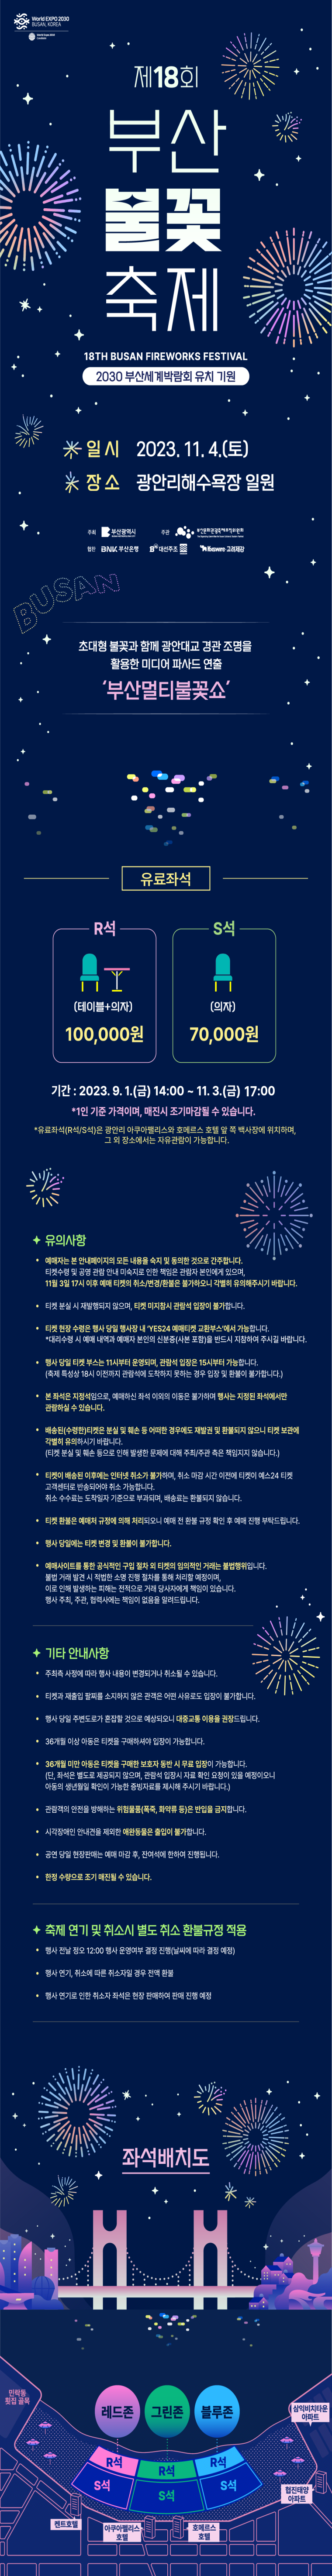 World EXPO 2030
BUSAN, KOREA
제18회
부산
불꽃
축제
18TH BUSAN FIREWORKS FESTIVAL
2030 부산세계박람회 유치 기원
일시 2023. 11. 4.(토)
장소 광안리해수욕장 일원
주최 부산광역시 주관 부산문화관광축제조직위원회
협찬 BNK 부산은행 대선주조 고려제강
BUSAN
초대형 불꽃과 함께 광안대교 경관 조명을
활용한 미디어 파사드 연출
‘부산멀티불꽃쇼’
유료좌석
R석
(테이블+의자)
100,000원
S석
(의자)
70,000원
기간 : 2023. 9. 1.(금) 14:00 ~ 11. 3.(금) 17:00
*1인 기준 가격이며, 매진시 조기마감될 수 있습니다.
*유료좌석(R석/S석)은 광안리 아쿠아팰리스와 호메르스 호텔 앞 쪽 백사장에 위치하며,
그 외 장소에서는 자유관람이 가능합니다.
유의사항
예매자는 본 안내페이지의 모든 내용을 숙지 및 동의한 것으로 간주합니다.
티켓수령 및 공영 관람 안내 미숙지로 인한 책임은 관람자 본인에게 있으며,
11월 3일 17시 이후 예매 티켓의 취소/변경/환불은 불가하오니 각별히 유의해주시기 바랍니다.
티켓 분실 시 재발행되지 않으며, 티켓 미지참시 관람석 입장이 불가합니다.
티켓 현장 수령은 행사 당일 행사장 내 ‘YES24 예매티켓 교환부스’에서 가능합니다.
*대리수령 시 예매 내역과 예매자 본인의 신분증(사본 포함)을 반드시 지참하여 주시길 바랍니다.
행사 당일 티켓 부스는 11시부터 운영되며, 관람석 입장은 15시부터 가능합니다.
(축제 특성상 18시 이전까지 관람석에 도착하지 못하는 경우 입장 및 환불이 불가합니다.)
본 좌석은 지정석임으로, 예매하신 좌석 이외의 이동은 불가하며 행사는 지정된 좌석에서만
관람하실 수 있습니다.
배송된(수령한)티켓은 분실 및 훼손 등 어떠한 경우에도 재발권 및 환불되지 않으니 티켓 보관에
각별히 유의하시기 바랍니다.
(티켓 분실 및 훼손 등으로 인해 발생한 문제에 대해 주최/주관 측은 책임지지 않습니다.)
티켓이 배송된 이후에는 인터넷 취소가 불가하며, 취소 마감 시간 이전에 티켓이 예스24 티켓
고객센터로 반송되어야 취소 가능합니다.
취소 수수료는 도착일자 기준으로 부과되며, 배송료는 환불되지 않습니다.
티켓 환불은 예매처 규정에 의해 처리되오니 예매 전 환불 규정 확인 후 예매 진행 부탁드립니다.
행사 당일에는 티켓 변경 및 환불이 불가합니다.
예매사이트를 통한 공식적인 구입 절차 외 티켓의 임의적인 거래는 불법행위입니다.
불법 거래 발견 시 적법한 소명 진행 절차를 통해 처리할 예정이며,
이로 인해 발생하는 피해는 전적으로 거래 당사자에게 책임이 있습니다.
행사 주최, 주관, 협력사에는 책임이 없음을 알려드립니다.
기타 안내사항
주최측 사정에 따라 행사 내용이 변경되거나 취소될 수 있습니다.
티켓과 재출입 팔찌를 소지하지 않은 관객은 어떤 사유로도 입장이 불가합니다.
행사 당일 주변도로가 혼잡할 것으로 예상되오니 대중교통 이용을 권장드립니다.
36개월 이상 아동은 티켓을 구매하셔야 입장이 가능합니다.
36개월 미만 아동은 티켓을 구매한 보호자 동반 시 무료 입장이 가능합니다.
(단, 좌석은 별도로 제공되지 않으며, 관람석 입장시 자료 확인 요청이 있을 예정이오니
아동의 생년월일 확인이 가능한 증빙자료를 제시해 주시기 바랍니다.)
관람객의 안전을 방해하는 위험물품(폭죽, 화약류 등)은 반입을 금지합니다.
시각장애인 안내견을 제외한 애완동물은 출입이 불가합니다.
공연 당일 현장판매는 예매 마감 후, 잔여석에 한하여 진행됩니다.
한정 수량으로 조기 매진될 수 있습니다.
축제 연기 및 취소시 별도 취소 환불규정 적용
행사 전날 정오 12:00 행사 운영여부 결정 진행(날씨에 따라 결정 예정)
행사 연기, 취소에 따른 취소자일 경우 전액 환불
행사 연기로 인한 취소자 좌석은 현장 판매하여 판매 진행 예정
좌석배치도
민락동
횟집 골목
레드존
그린존
블루존
삼익비치타운
아파트
R석
R석
R석
S석
S석
S석
협진태양
아파트
켄트호텔
아쿠아펠리스
호텔
호메르스
호텔